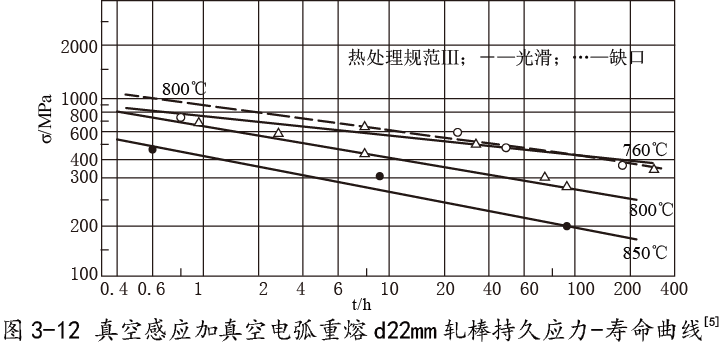 热处理规范Ⅲ；——光滑；•••—缺口
σ/MPa
2000
1000
800
600
400
300
200
100
800℃
760℃
800℃
850℃
0.4 0.6 1 2 4 6 10 20 40 60 100 200 400
t/h
图 3-12 真空感应加真空电弧重熔 d22mm 轧棒持久应力-寿命曲线[5]